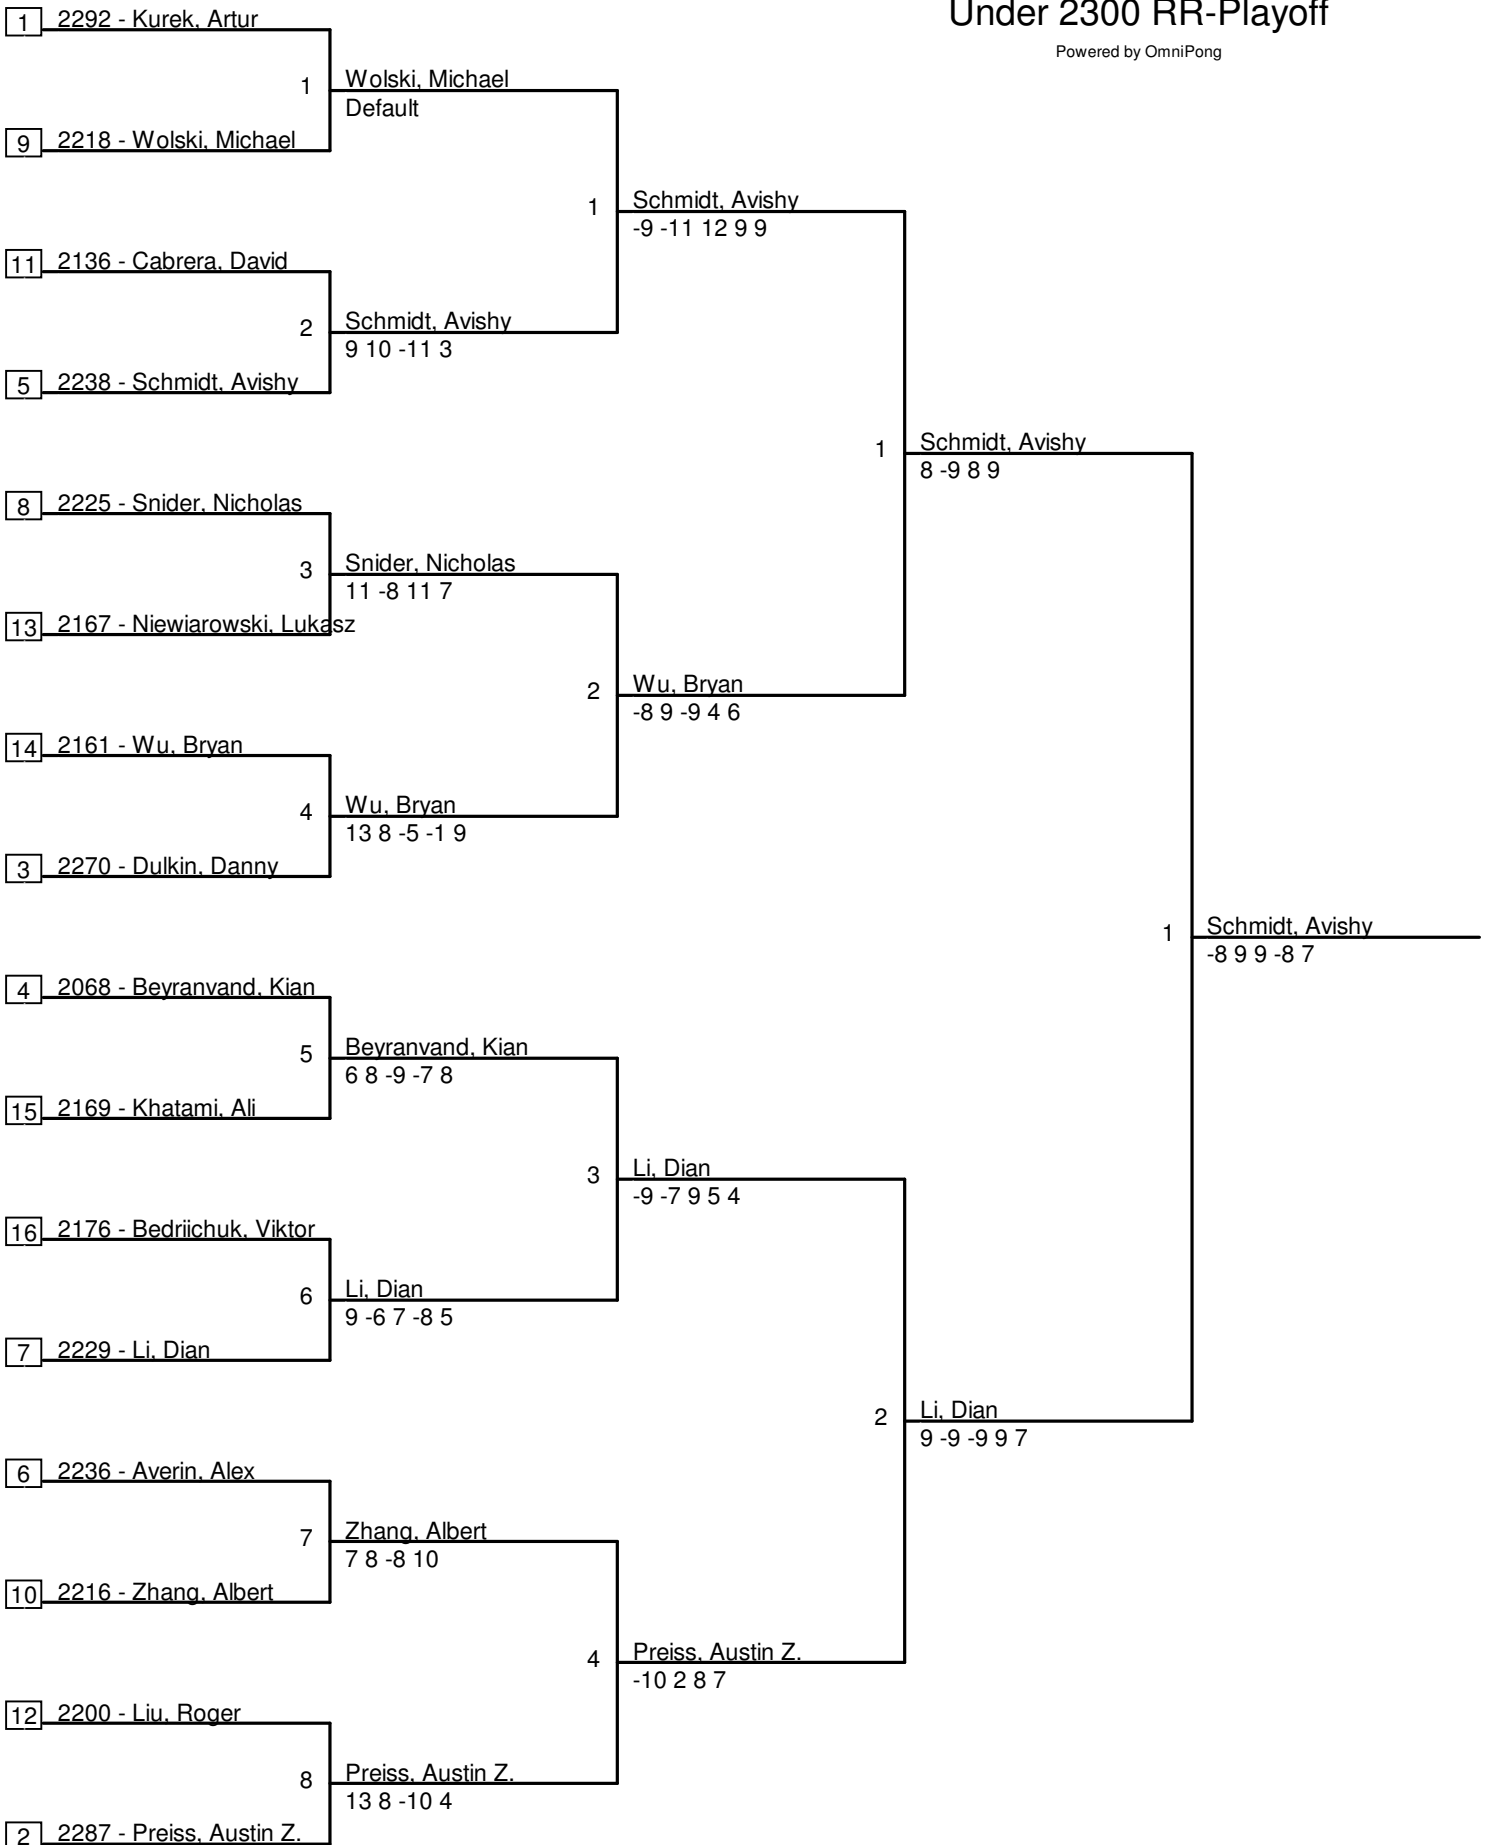 Under 2300 RR-Playoff
Powered by OmniPong
1 2292 - Kurek, Artur
1 Wolski, Michael
Default
9 2218 - Wolski, Michael
1 Schmidt, Avishy
-9 -11 12 9 9
11 2136 - Cabrera, David
2 Schmidt, Avishy
9 10 -11 3
5 2238 - Schmidt, Avishy
1 Schmidt, Avishy
8 -9 8 9
8 2225 - Snider, Nicholas
3 Snider, Nicholas
11 -8 11 7
13 2167 - Niewiarowski, Lukasz
2 Wu, Bryan
-8 9 -9 4 6
14 2161 - Wu, Bryan
4 Wu, Bryan
13 8 -5 -1 9
3 2270 - Dulkin, Danny
1 Schmidt, Avishy
-8 9 9 -8 7
4 2068 - Beyranvand, Kian
5 Beyranvand, Kian
6 8 -9 -7 8
15 2169 - Khatami, Ali
3 Li, Dian
-9 -7 9 5 4
16 2176 - Bedriichuk, Viktor
6 Li, Dian
9 -6 7 -8 5
7 2229 - Li, Dian
2 Li, Dian
9 -9 -9 9 7
6 2236 - Averin, Alex
7 Zhang, Albert
7 8 -8 10
10 2216 - Zhang, Albert
4 Preiss, Austin Z.
-10 2 8 7
12 2200 - Liu, Roger
8 Preiss, Austin Z.
13 8 -10 4
2 2287 - Preiss, Austin Z.